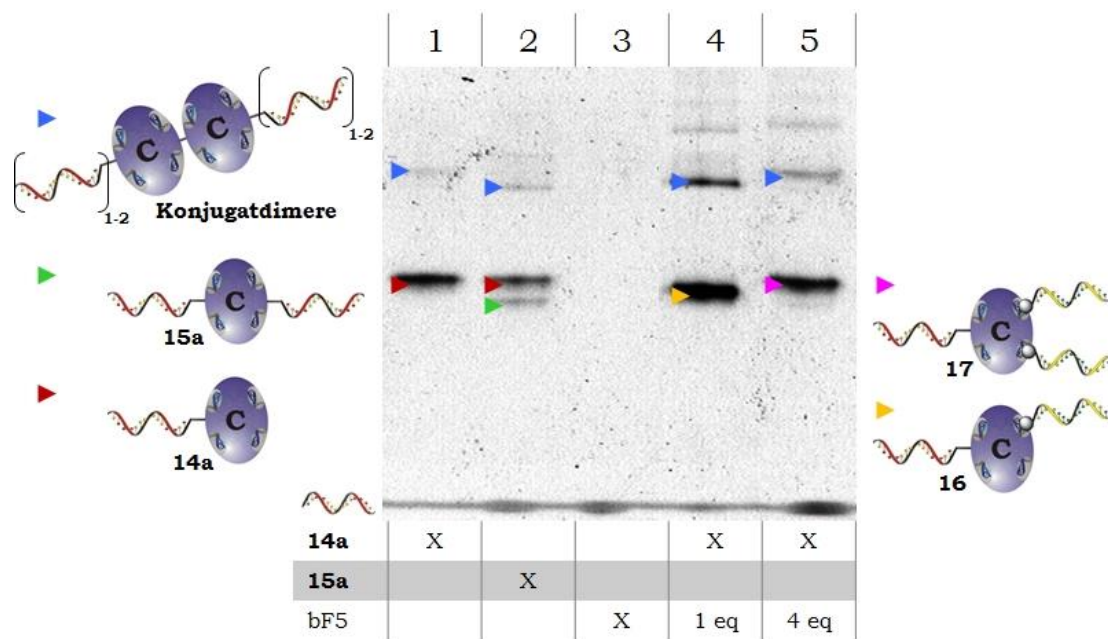 1 2 3 4 5
C C
1-2
1-2
Konjugatdimere
C
15a
C
14a
C
17
C
16
14a X X X
15a X
bF5 X 1 eq 4 eq